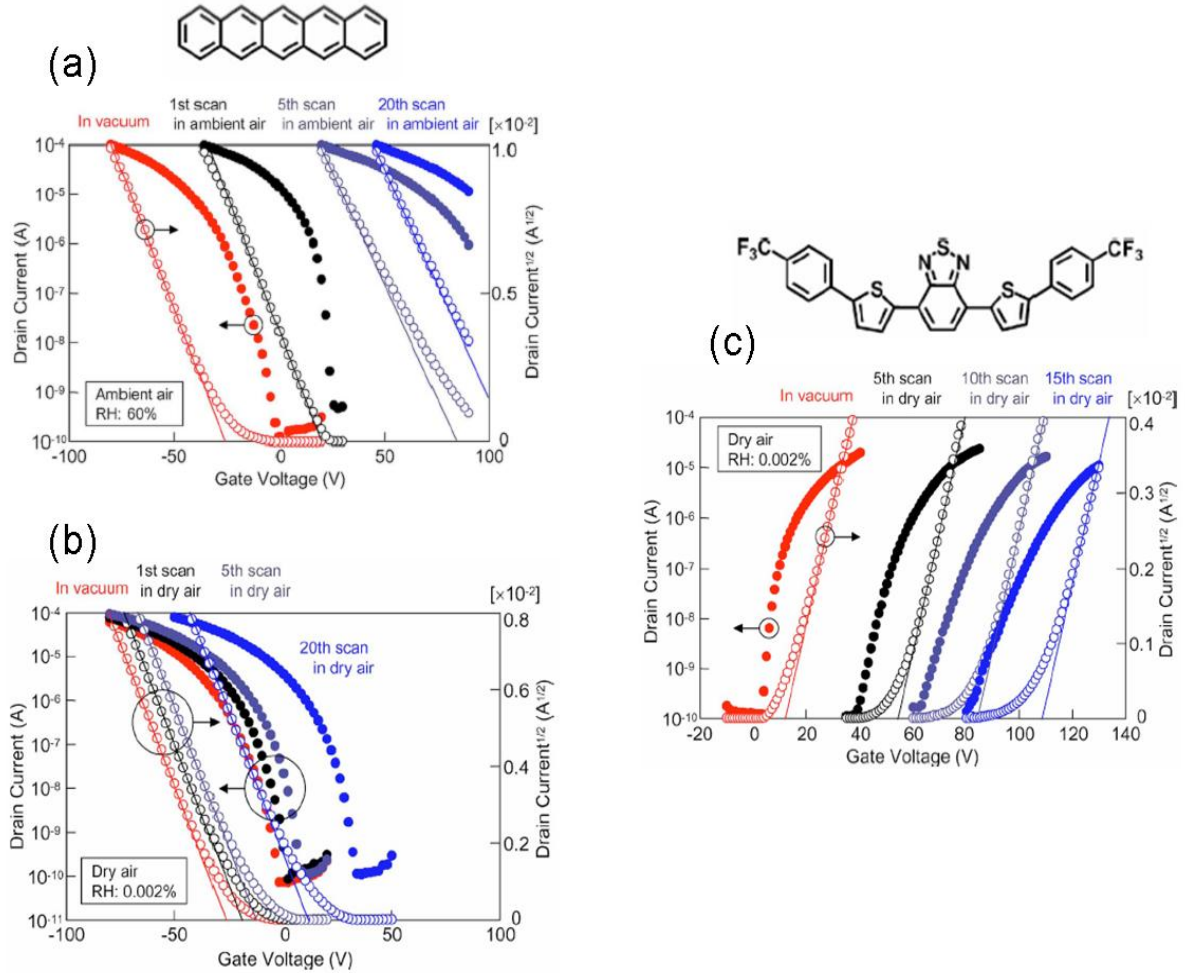 (a)
In vacuum
1st scan
in ambient air
5th scan
in ambient air
20th scan
in ambient air
[×10⁻²]
10⁻⁴
10⁻⁵
10⁻⁶
10⁻⁷
10⁻⁸
10⁻⁹
10⁻¹⁰
Drain Current (A)
1.0
0.5
0
Drain Current¹ᐟ² (A¹ᐟ²)
Ambient air
RH: 60%
-100
-50
0
50
100
Gate Voltage (V)
(b)
In vacuum
1st scan
in dry air
5th scan
in dry air
20th scan
in dry air
[×10⁻²]
10⁻⁴
10⁻⁵
10⁻⁶
10⁻⁷
10⁻⁸
10⁻⁹
10⁻¹⁰
10⁻¹¹
Drain Current (A)
0.8
0.6
0.4
0.2
0
Drain Current¹ᐟ² (A¹ᐟ²)
Dry air
RH: 0.002%
-100
-50
0
50
100
Gate Voltage (V)
F₃C
S
N
S
N
S
CF₃
(c)
In vacuum
5th scan
in dry air
10th scan
in dry air
15th scan
in dry air
[×10⁻²]
Dry air
RH: 0.002%
10⁻⁴
10⁻⁵
10⁻⁶
10⁻⁷
10⁻⁸
10⁻⁹
10⁻¹⁰
Drain Current (A)
0.4
0.3
0.2
0.1
0
Drain Current¹ᐟ² (A¹ᐟ²)
-20
0
20
40
60
80
100
120
140
Gate Voltage (V)